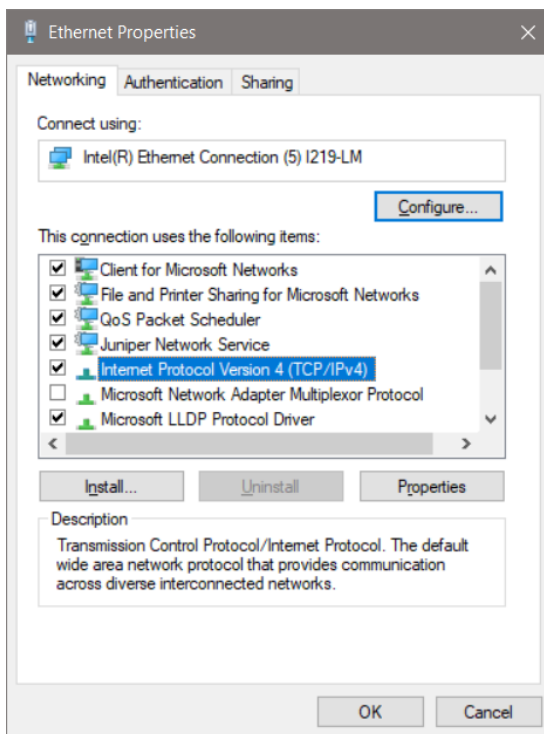 Ethernet Properties
Networking Authentication Sharing
Connect using:
Intel(R) Ethernet Connection (5) I219-LM
Configure...
This connection uses the following items:
Client for Microsoft Networks
File and Printer Sharing for Microsoft Networks
QoS Packet Scheduler
Juniper Network Service
Internet Protocol Version 4 (TCP/IPv4)
Microsoft Network Adapter Multiplexor Protocol
Microsoft LLDP Protocol Driver
Install... Uninstall Properties
Description
Transmission Control Protocol/Internet Protocol. The default
wide area network protocol that provides communication
across diverse interconnected networks.
OK Cancel